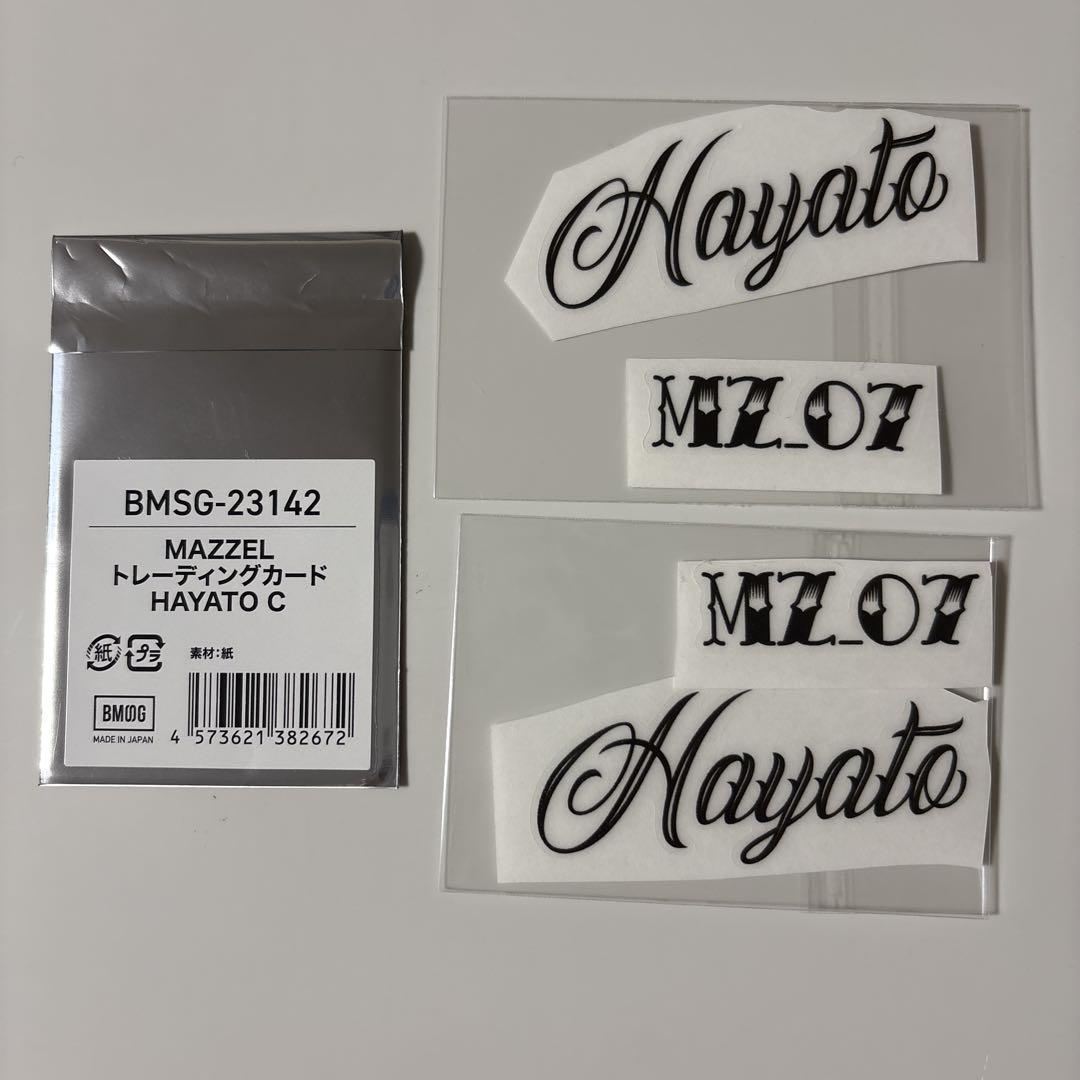 BMSG-23142
MAZZEL
トレーディングカード
HAYATO C
紙
プラ
素材:紙
BMSG
MADE IN JAPAN
4 573621 382672
Hayato
MZ_07
MZ_07
Hayato